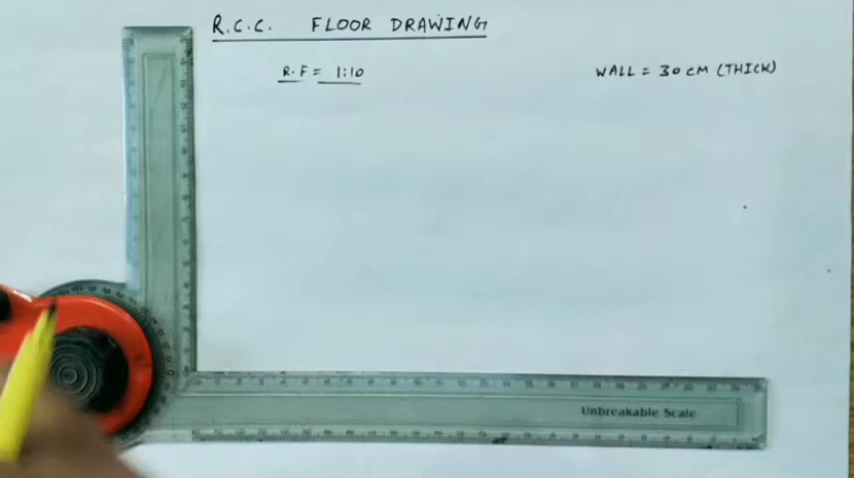 R.C.C. FLOOR DRAWING
R.F = 1:10
WALL = 30 CM (THICK)
Unbreakable Scale